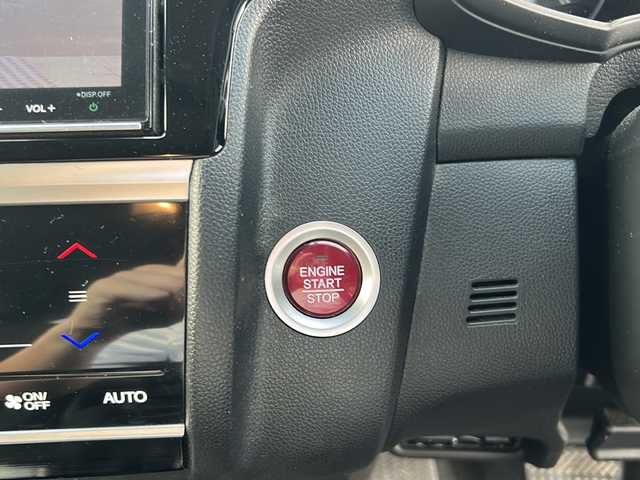 DISP.OFF
VOL+
ENGINE
START
STOP
ON/
OFF
AUTO